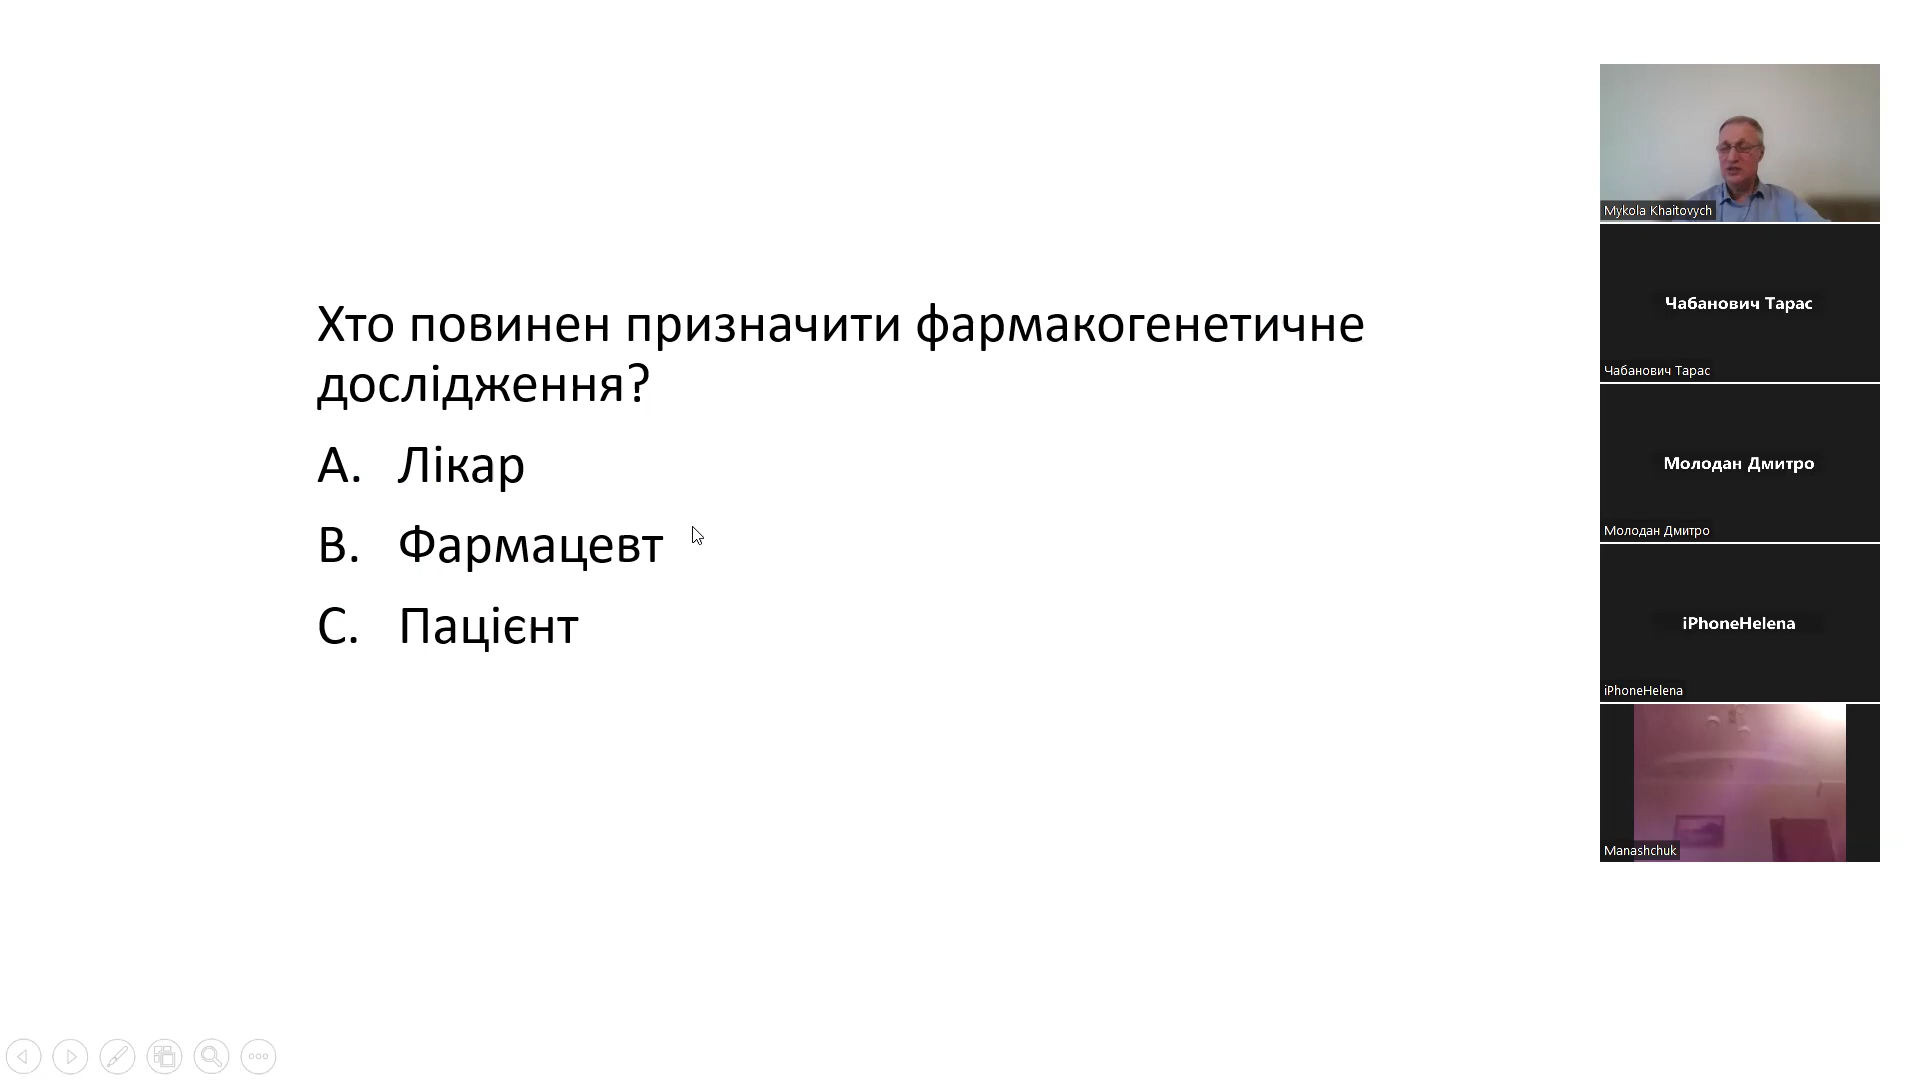 Хто повинен призначити фармакогенетичне
дослідження?
A. Лікар
B. Фармацевт
C. Пацієнт
Mykola Khaitovych
Чабанович Тарас
Чабанович Тарас
Молодан Дмитро
Молодан Дмитро
iPhoneHelena
iPhoneHelena
Manashchuk